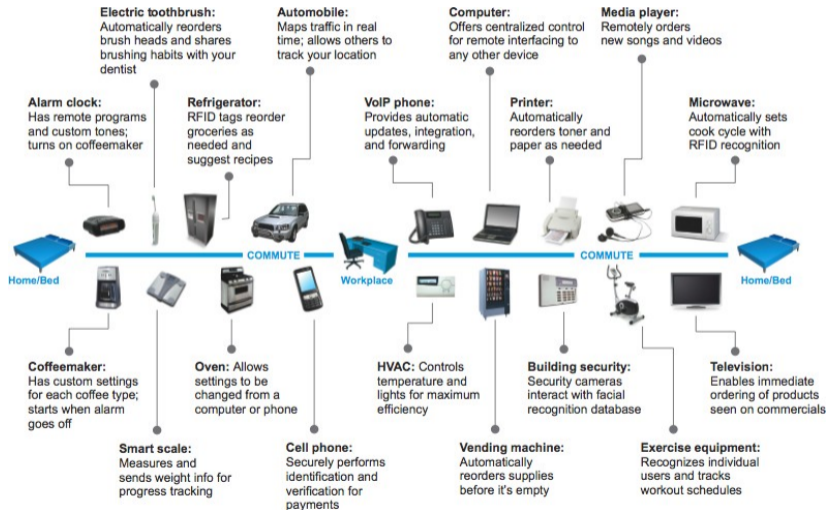 Electric toothbrush:
Automatically reorders
brush heads and shares
brushing habits with your
dentist
Automobile:
Maps traffic in real
time; allows others to
track your location
Computer:
Offers centralized control
for remote interfacing to
any other device
Media player:
Remotely orders
new songs and videos
Alarm clock:
Has remote programs
and custom tones;
turns on coffeemaker
Refrigerator:
RFID tags reorder
groceries as
needed and
suggest recipes
VoIP phone:
Provides automatic
updates, integration,
and forwarding
Printer:
Automatically
reorders toner and
paper as needed
Microwave:
Automatically sets
cook cycle with
RFID recognition
Home/Bed
COMMUTE
Workplace
COMMUTE
Home/Bed
Coffeemaker:
Has custom settings
for each coffee type;
starts when alarm
goes off
Oven: Allows
settings to be
changed from a
computer or phone
HVAC: Controls
temperature and
lights for maximum
efficiency
Building security:
Security cameras
interact with facial
recognition database
Television:
Enables immediate
ordering of products
seen on commercials
Smart scale:
Measures and
sends weight info for
progress tracking
Cell phone:
Securely performs
identification and
verification for
payments
Vending machine:
Automatically
reorders supplies
before it's empty
Exercise equipment:
Recognizes individual
users and tracks
workout schedules